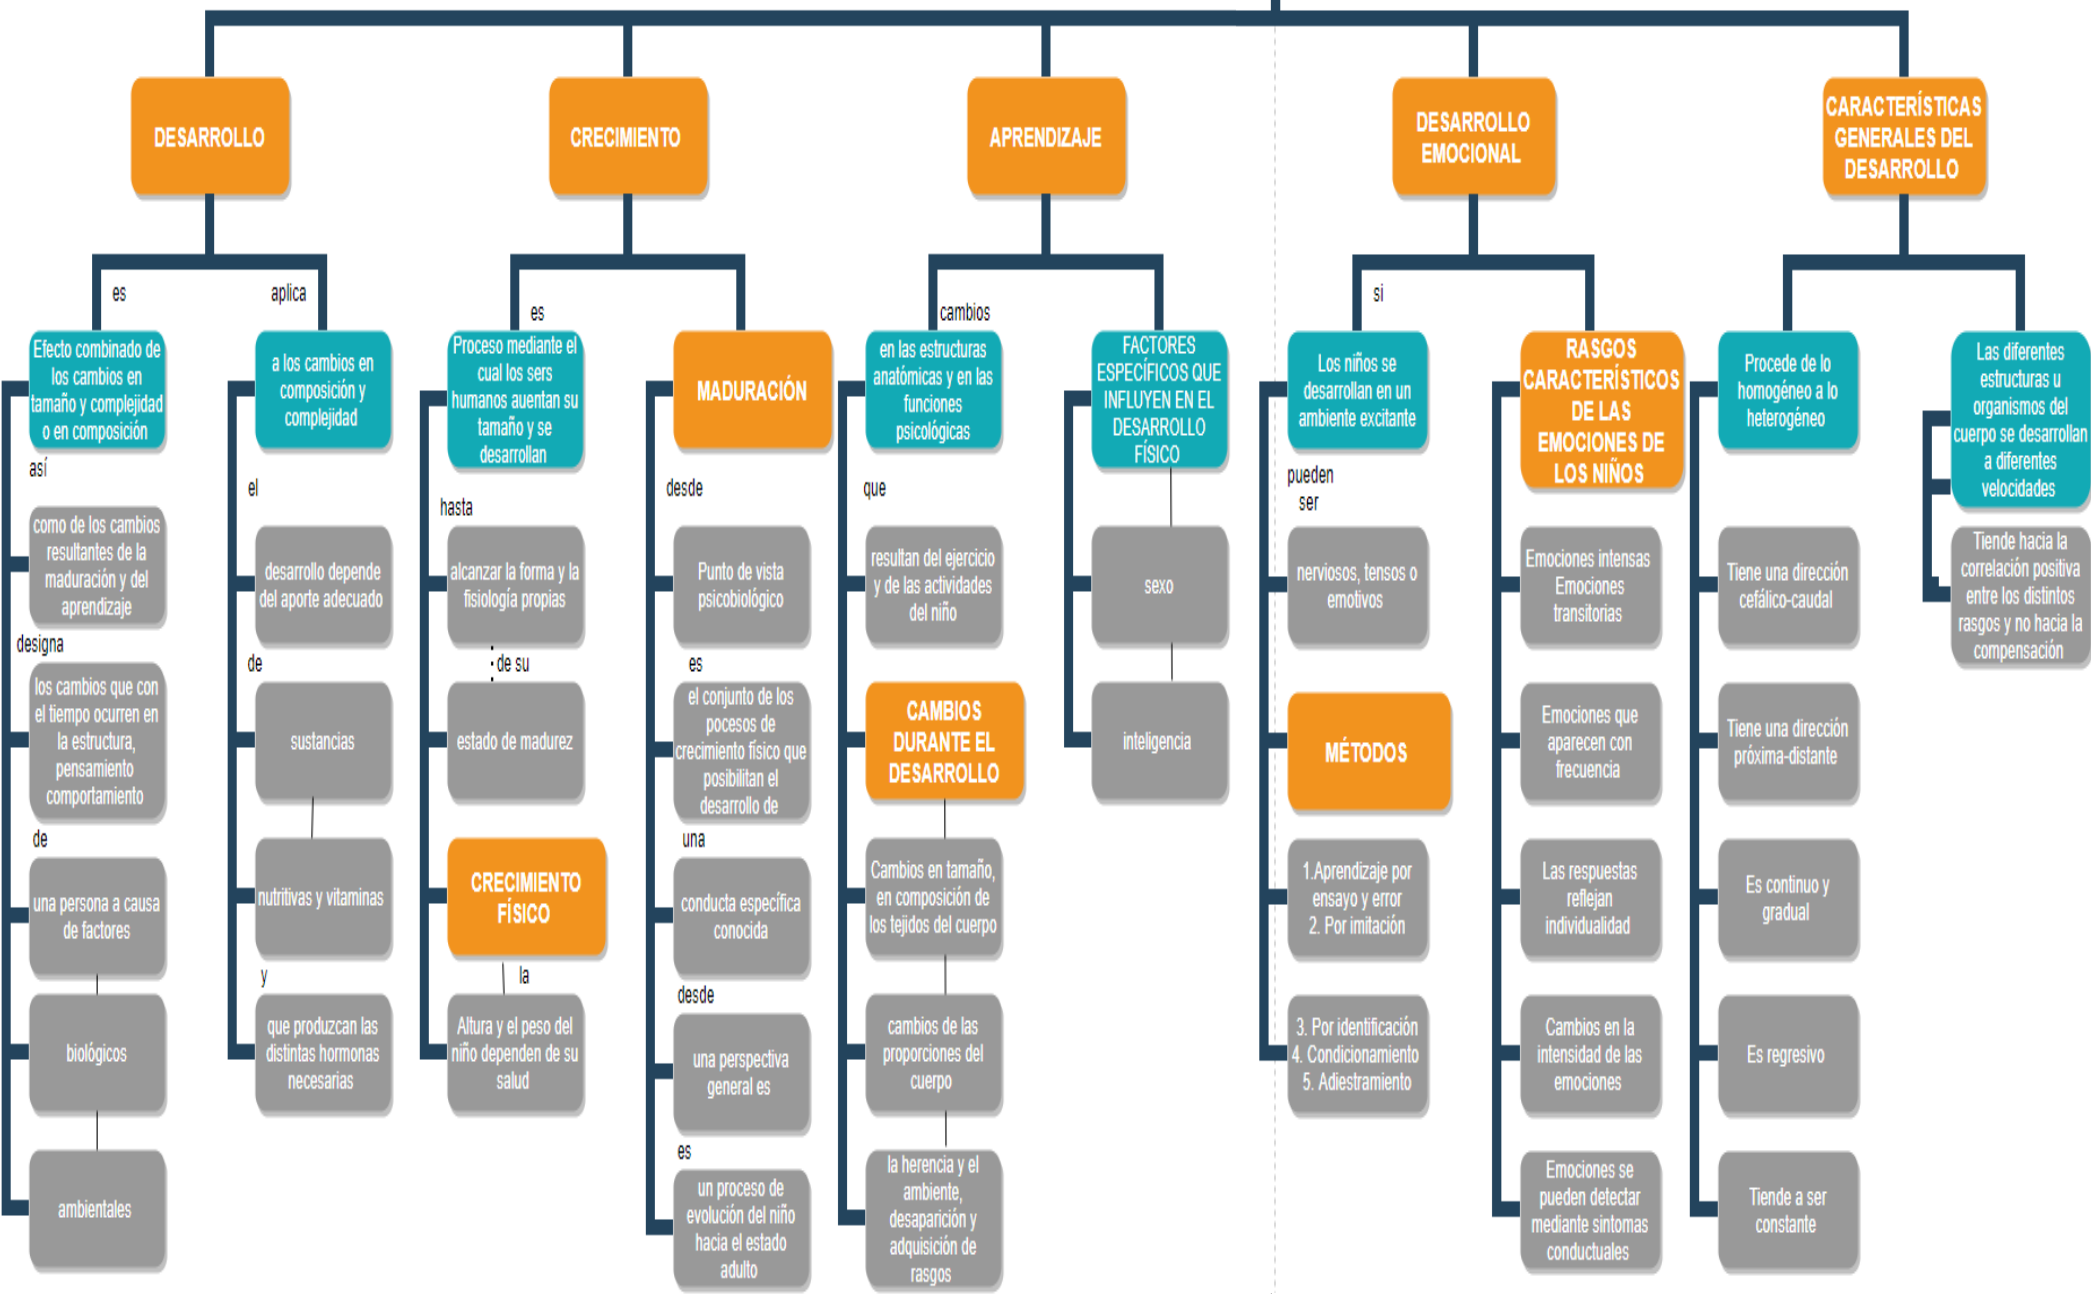 DESARROLLO
CRECIMIENTO
APRENDIZAJE
DESARROLLO
EMOCIONAL
CARACTERÍSTICAS
GENERALES DEL
DESARROLLO
es
Efecto combinado de
los cambios en
tamaño y complejidad
o en composición
así
como de los cambios
resultantes de la
maduración y del
aprendizaje
designa
los cambios que con
el tiempo ocurren en
la estructura,
pensamiento
comportamiento
de
una persona a causa
de factores
biológicos
ambientales
aplica
a los cambios en
composición y
complejidad
el
desarrollo depende
del aporte adecuado
de
sustancias
nutritivas y vitaminas
y
que produzcan las
distintas hormonas
necesarias
es
Proceso mediante el
cual los sers
humanos auentan su
tamaño y se
desarrollan
hasta
alcanzar la forma y la
fisiología propias
de su
estado de madurez
CRECIMIENTO
FÍSICO
la
Altura y el peso del
niño dependen de su
salud
MADURACIÓN
desde
Punto de vista
psicobiológico
es
el conjunto de los
pocesos de
crecimiento físico que
posibilitan el
desarrollo de
una
conducta específica
conocida
desde
una perspectiva
general es
es
un proceso de
evolución del niño
hacia el estado
adulto
cambios
en las estructuras
anatómicas y en las
funciones
psicológicas
que
resultan del ejercicio
y de las actividades
del niño
CAMBIOS
DURANTE EL
DESARROLLO
Cambios en tamaño,
en composición de
los tejidos del cuerpo
cambios de las
proporciones del
cuerpo
la herencia y el
ambiente,
desaparición y
adquisición de
rasgos
FACTORES
ESPECÍFICOS QUE
INFLUYEN EN EL
DESARROLLO
FÍSICO
sexo
inteligencia
si
Los niños se
desarrollan en un
ambiente excitante
pueden
ser
nerviosos, tensos o
emotivos
MÉTODOS
1.Aprendizaje por
ensayo y error
2. Por imitación
3. Por identificación
4. Condicionamiento
5. Adiestramiento
RASGOS
CARACTERÍSTICOS
DE LAS
EMOCIONES DE
LOS NIÑOS
Emociones intensas
Emociones
transitorias
Emociones que
aparecen con
frecuencia
Las respuestas
reflejan
individualidad
Cambios en la
intensidad de las
emociones
Emociones se
pueden detectar
mediante sintomas
conductuales
Procede de lo
homogéneo a lo
heterogéneo
Tiene una dirección
cefálico-caudal
Tiene una dirección
próxima-distante
Es continuo y
gradual
Es regresivo
Tiende a ser
constante
Las diferentes
estructuras u
organismos del
cuerpo se desarrollan
a diferentes
velocidades
Tiende hacia la
correlación positiva
entre los distintos
rasgos y no hacia la
compensación